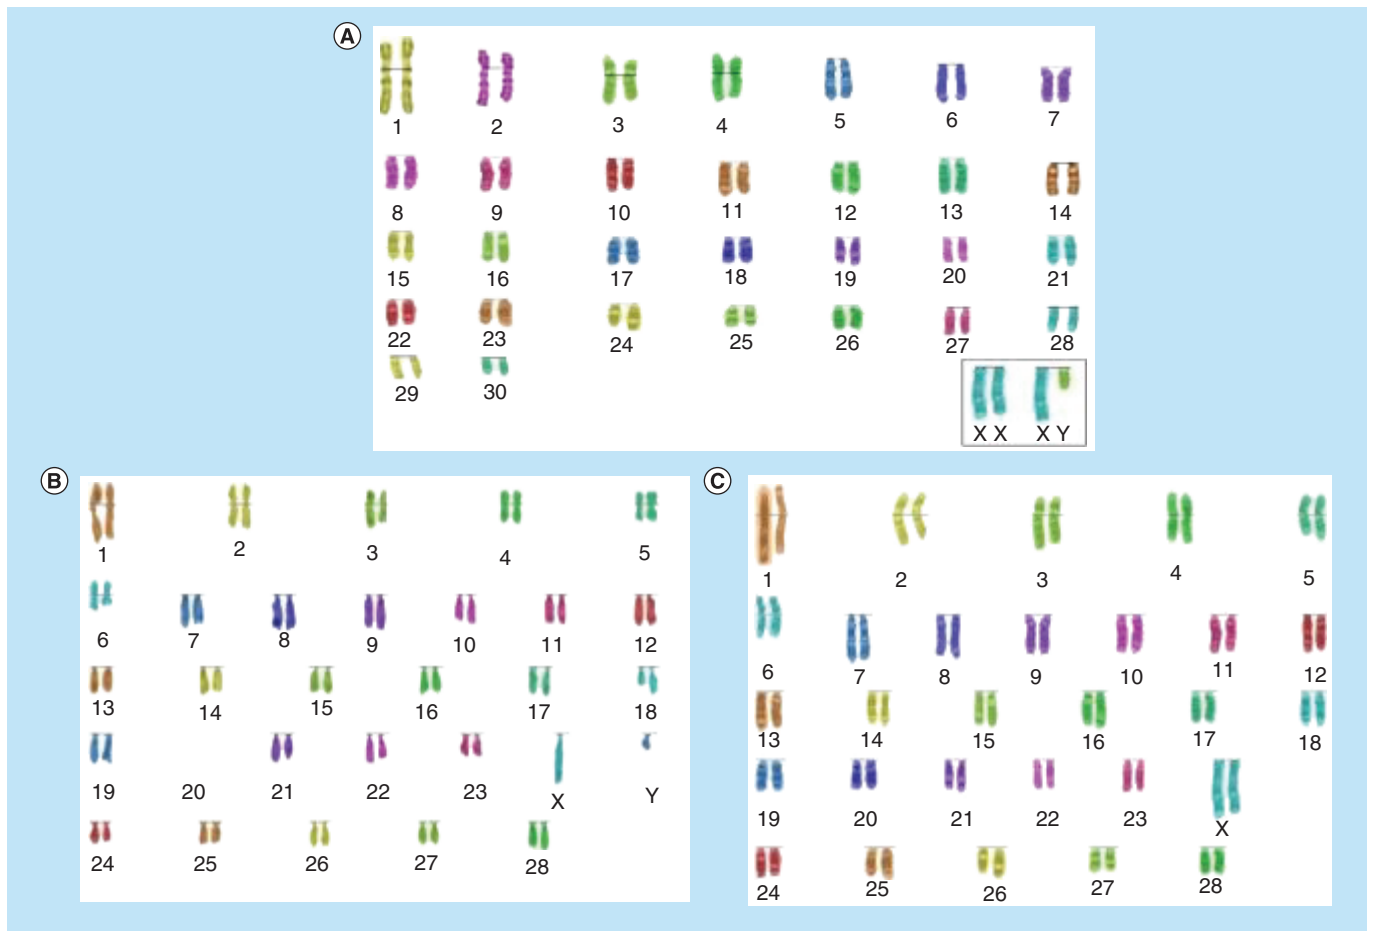 A
1 2 3 4 5 6 7
8 9 10 11 12 13 14
15 16 17 18 19 20 21
22 23 24 25 26 27 28
29 30
X X X Y
B
1 2 3 4 5
6 7 8 9 10 11 12
13 14 15 16 17 18
19 20 21 22 23 X Y
24 25 26 27 28
C
1 2 3 4 5
6 7 8 9 10 11 12
13 14 15 16 17 18
19 20 21 22 23 X
24 25 26 27 28